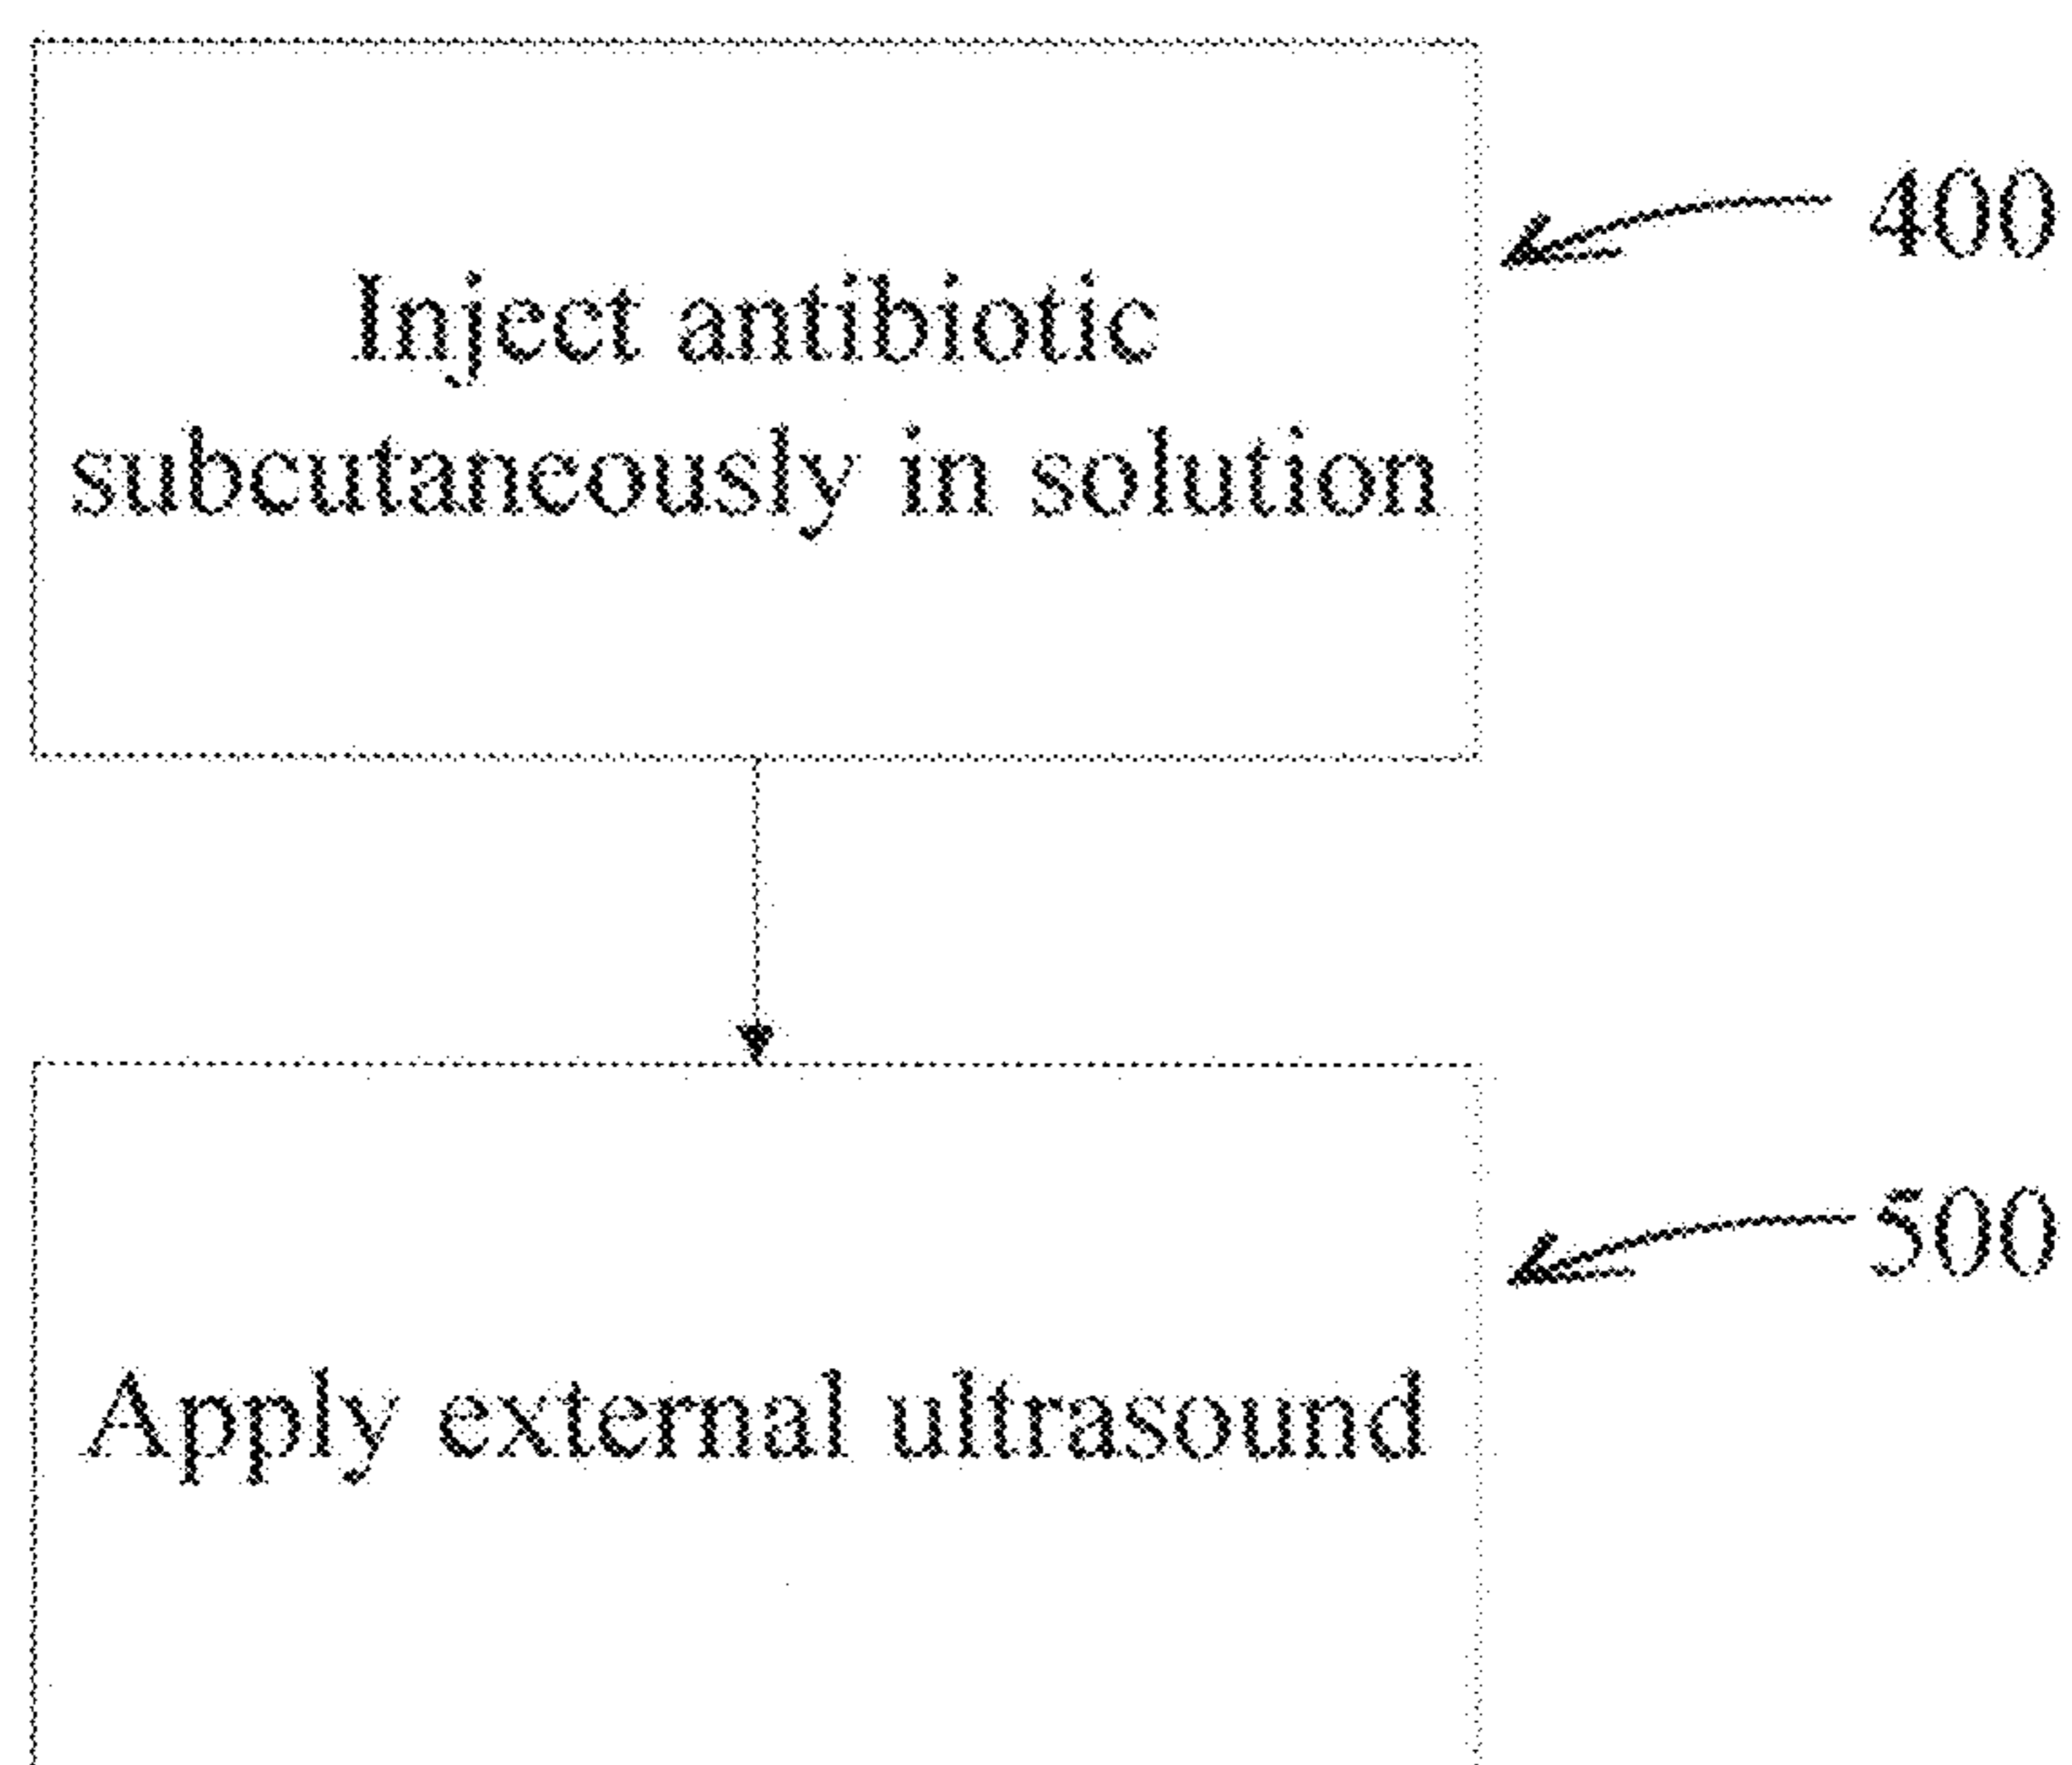 400
Inject antibiotic
subcutaneously in solution
500
Apply external ultrasound